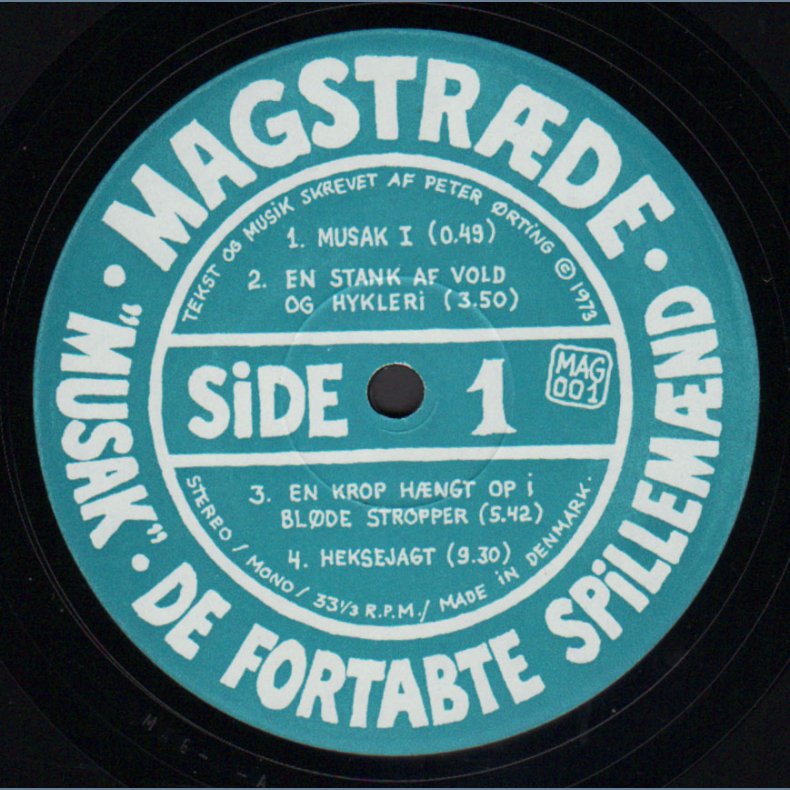 MAGSTRÆDE •
DE FORTABTE SPiLLEMÆND
• „MUSAK” •
TEKST OG MUSiK SKREVET AF PETER ØRTiNG © 1973
1. MUSAK I (0.49)
2. EN STANK AF VOLD
OG HYKLERi (3.50)
SiDE 1
MAG
001
3. EN KROP HÆNGT OP i
BLØDE STROPPER (5.42)
4. HEKSEJAGT (9.30)
STEREO / MONO / 33⅓ R.P.M. / MADE iN DENMARK.